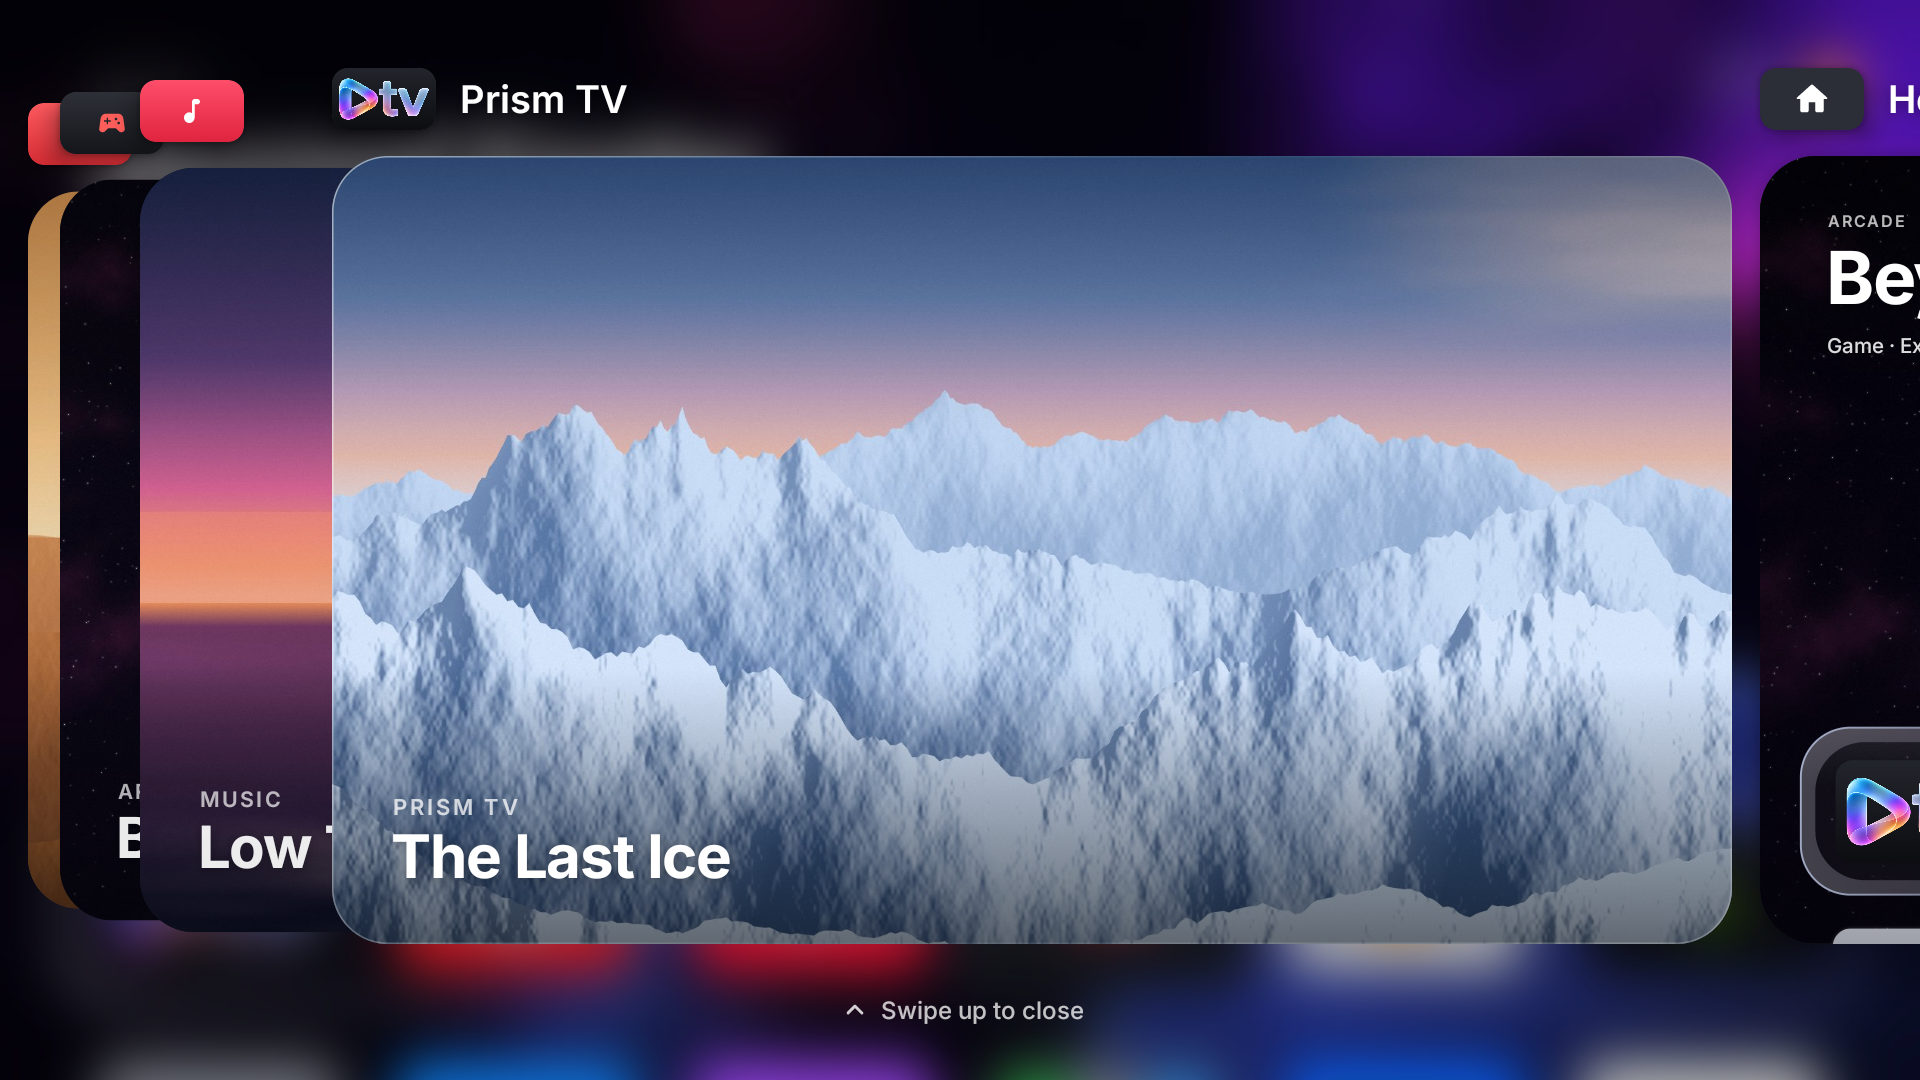 tv Prism TV
ARCADE
Game
MUSIC
Low
PRISM TV
The Last Ice
Swipe up to close